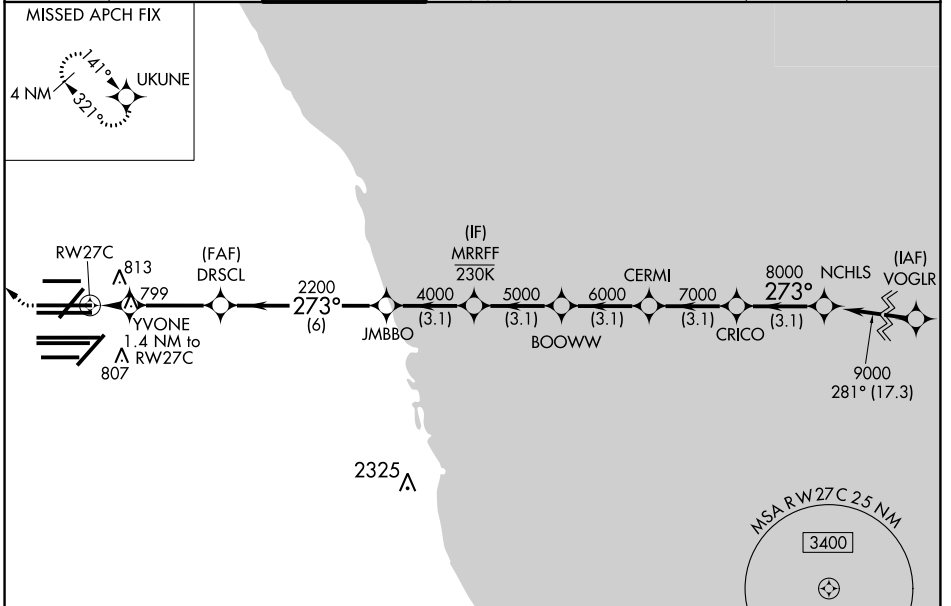 MISSED APCH FIX
141°
UKUNE
4 NM
321°
RW27C
813
799
YVONE
1.4 NM to
RW27C
807
(FAF)
DRSCL
2200
273°
(6)
JMBBO
(IF)
MRRFF
230K
4000
(3.1)
5000
(3.1)
BOOWW
6000
(3.1)
CERMI
7000
(3.1)
CRICO
8000
273°
(3.1)
NCHLS
(IAF)
VOGLR
9000
281° (17.3)
2325
MSA RW27C 25 NM
3400